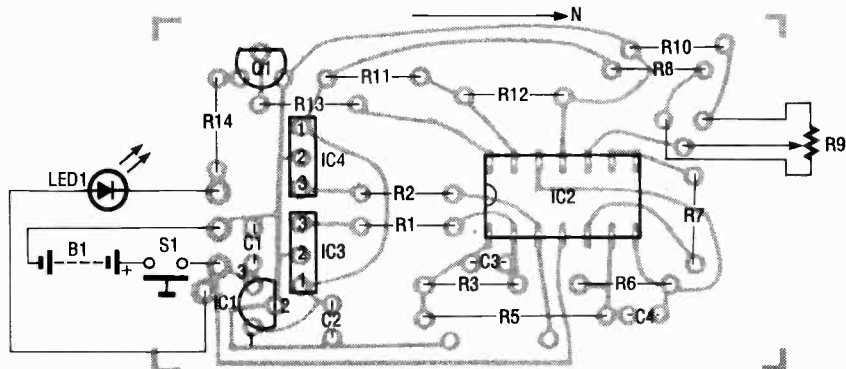 N
R10
Q1
R11
R8
R13
R12
R14
1
2
3
IC4
R9
LED1
R2
IC2
R7
C1
3
2
1
IC3
R1
B1
+
S1
C3
R3
R6
3
IC1
2
1
C2
R5
C4